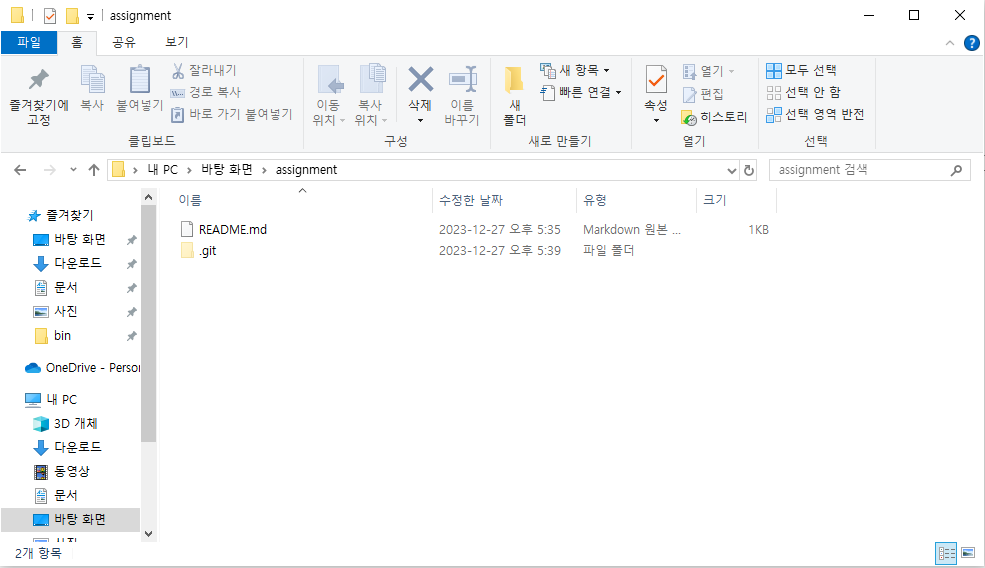 assignment
파일 홈 공유 보기
즐겨찾기에 고정
복사
붙여넣기
잘라내기
경로 복사
바로 가기 붙여넣기
클립보드
이동 위치
복사 위치
삭제
이름 바꾸기
구성
새 폴더
새 항목
빠른 연결
새로 만들기
속성
열기
편집
히스토리
열기
모두 선택
선택 안 함
선택 영역 반전
선택
내 PC > 바탕 화면 > assignment
assignment 검색
이름 수정한 날짜 유형 크기
README.md 2023-12-27 오후 5:35 Markdown 원본 ... 1KB
.git 2023-12-27 오후 5:39 파일 폴더
즐겨찾기
바탕 화면
다운로드
문서
사진
bin
OneDrive - Person
내 PC
3D 개체
다운로드
동영상
문서
바탕 화면
2개 항목